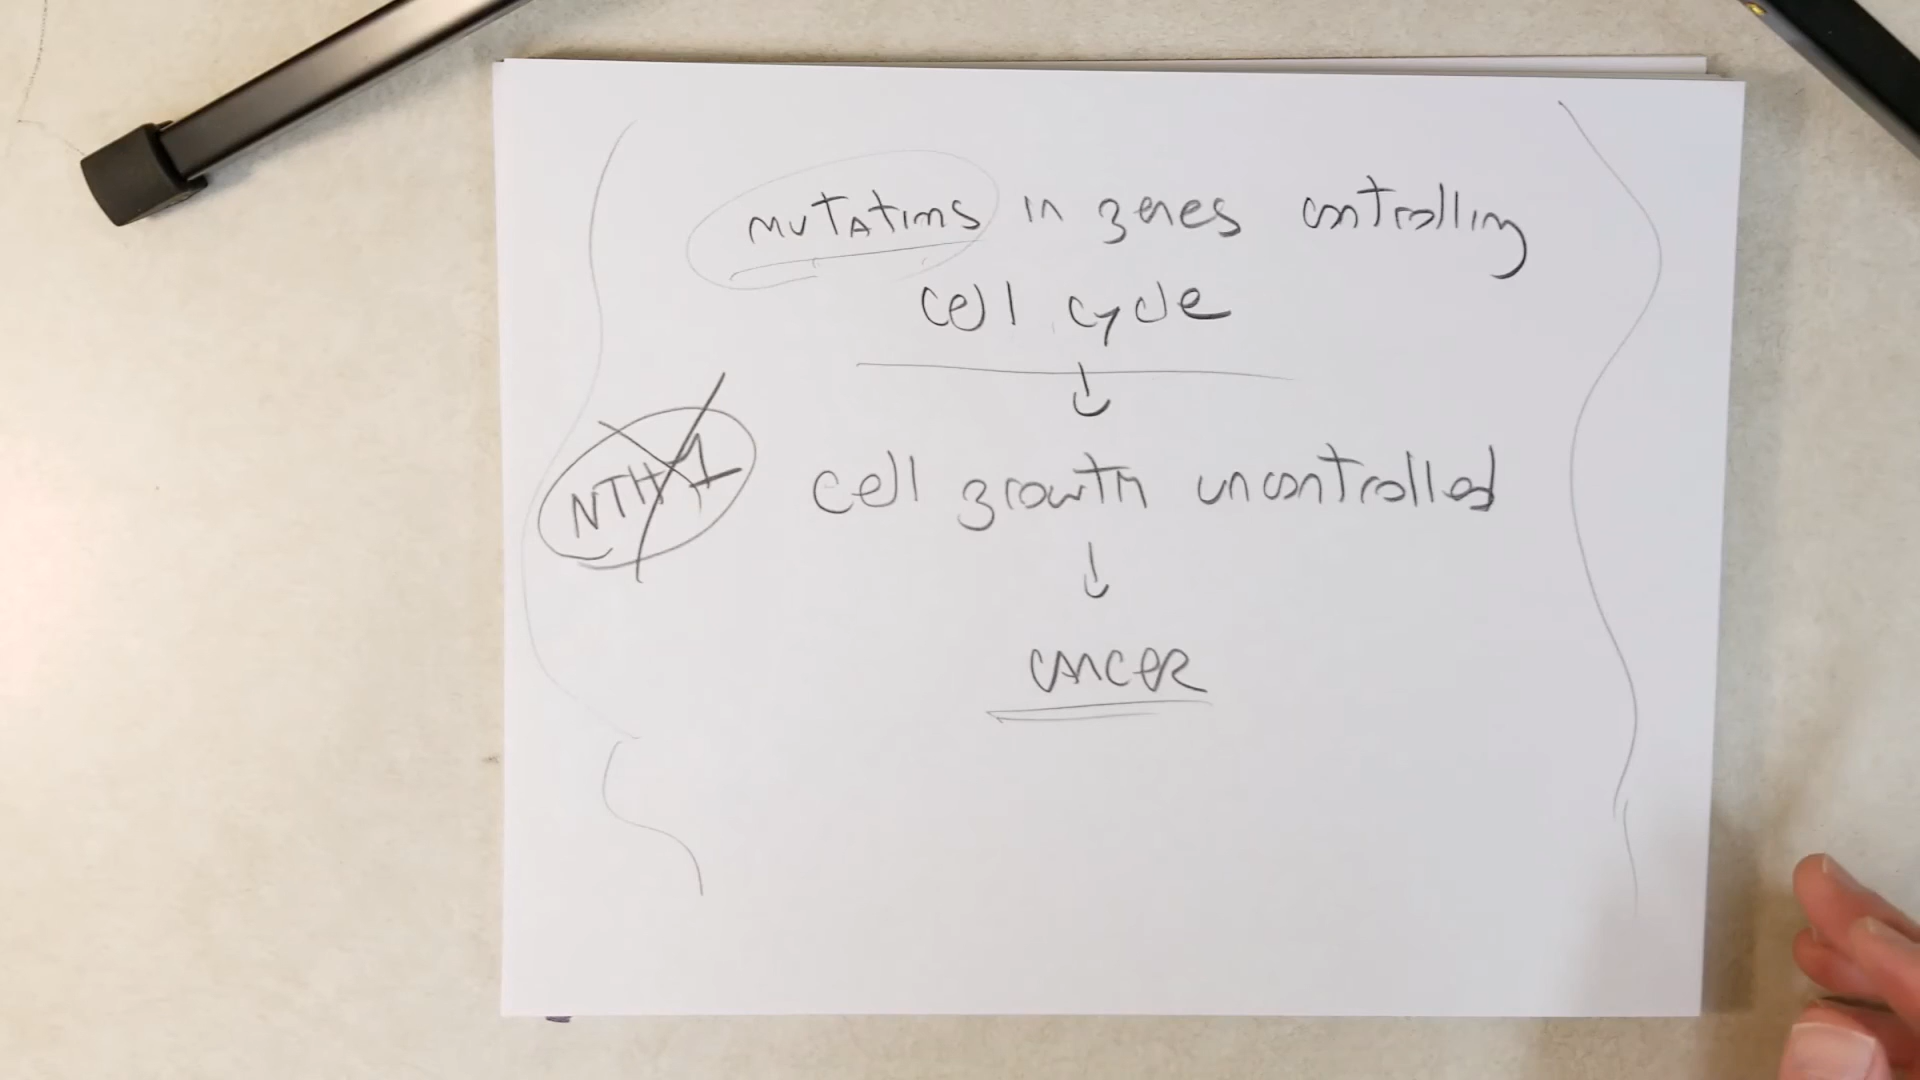 mutations in genes controlling
cell cycle
NTH1
cell growth uncontrolled
cancer